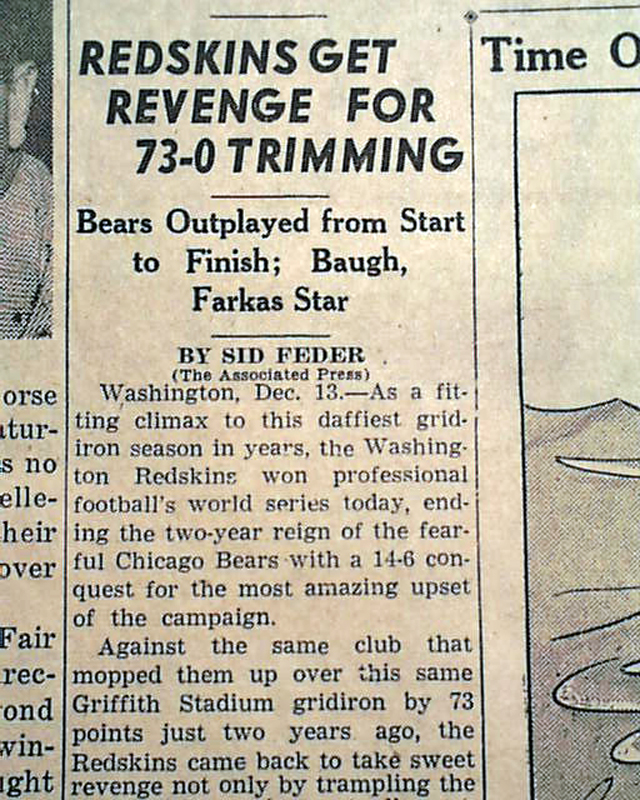 REDSKINS GET
REVENGE FOR
73-0 TRIMMING
Bears Outplayed from Start
to Finish; Baugh,
Farkas Star
BY SID FEDER
(The Associated Press)
Washington, Dec. 13.—As a fit-
ting climax to this daffiest grid-
iron season in years, the Washing-
ton Redskins won professional
football's world series today, end-
ing the two-year reign of the fear-
ful Chicago Bears with a 14-6 con-
quest for the most amazing upset
of the campaign.
Against the same club that
mopped them up over this same
Griffith Stadium gridiron by 73
points just two years ago, the
Redskins came back to take sweet
revenge not only by trampling the
Time O
orse
atur-
s no
elle-
heir
over
Fair
rec-
ond
win-
ught